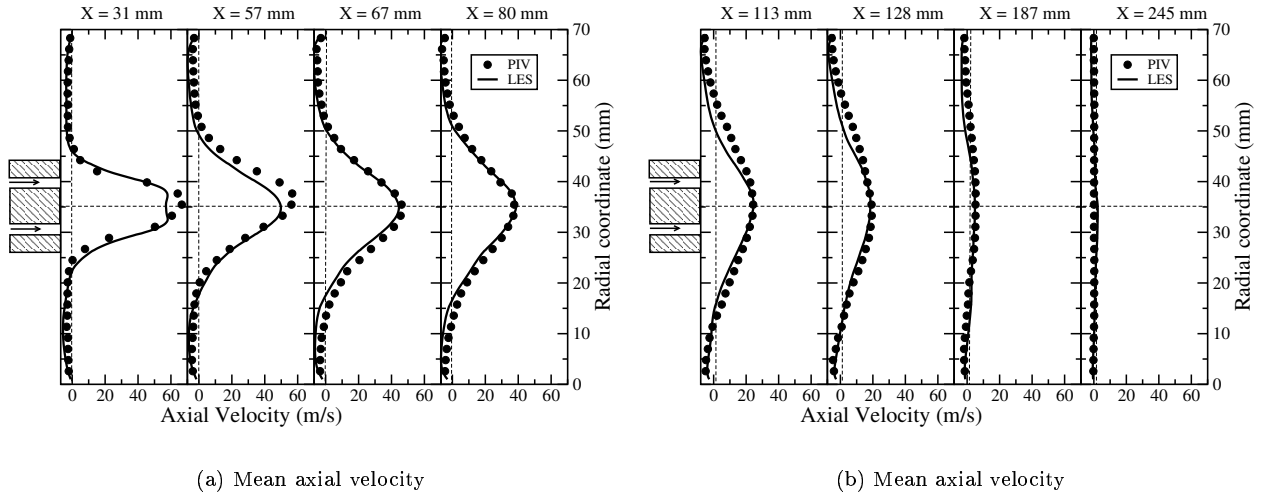 X = 31 mm X = 57 mm X = 67 mm X = 80 mm
70
60
50
40
30
20
10
0
Radial coordinate (mm)
PIV
LES
0 20 40 60 0 20 40 60 0 20 40 60 0 20 40 60
Axial Velocity (m/s)
(a) Mean axial velocity
X = 113 mm X = 128 mm X = 187 mm X = 245 mm
70
60
50
40
30
20
10
0
Radial coordinate (mm)
PIV
LES
0 20 40 60 0 20 40 60 0 20 40 60 0 20 40 60
Axial Velocity (m/s)
(b) Mean axial velocity